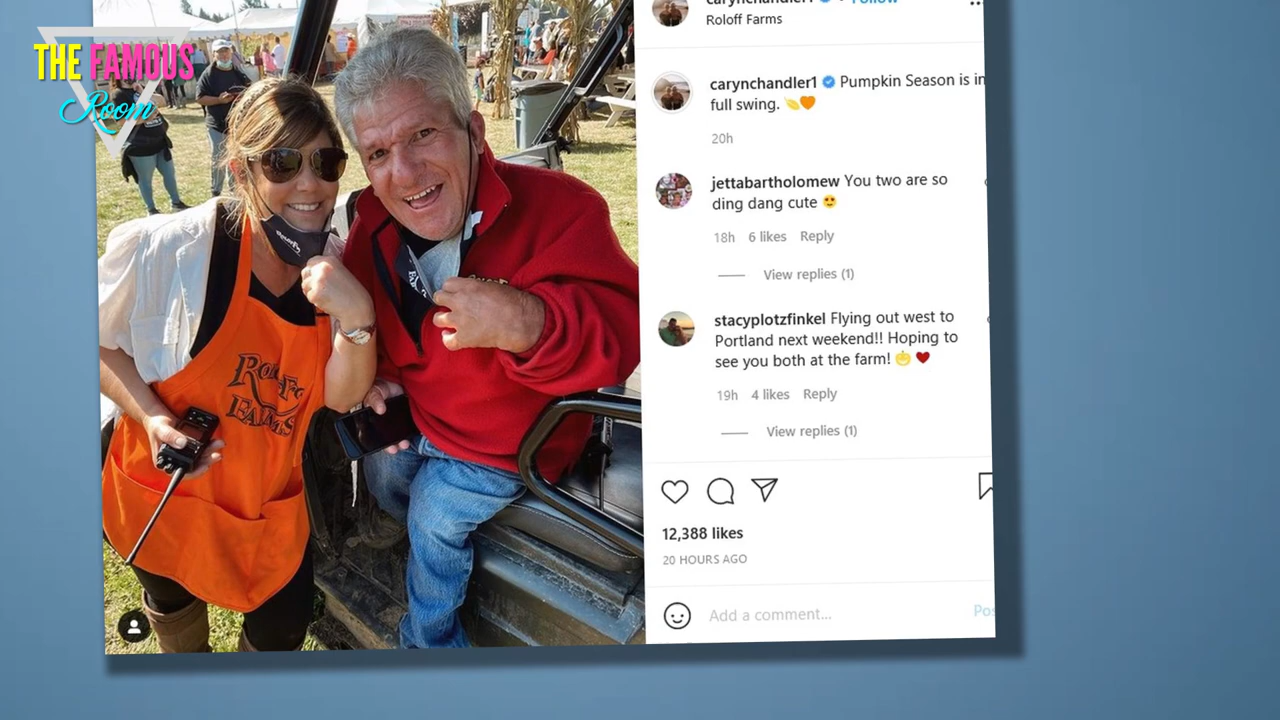 THE FAMOUS
Room
carynchandler1 • Follow
Roloff Farms
carynchandler1 Pumpkin Season is in
full swing.
20h
jettabartholomew You two are so
ding dang cute
18h 6 likes Reply
View replies (1)
stacyplotzfinkel Flying out west to
Portland next weekend!! Hoping to
see you both at the farm!
19h 4 likes Reply
View replies (1)
12,388 likes
20 HOURS AGO
Add a comment...
Pos
FARMS